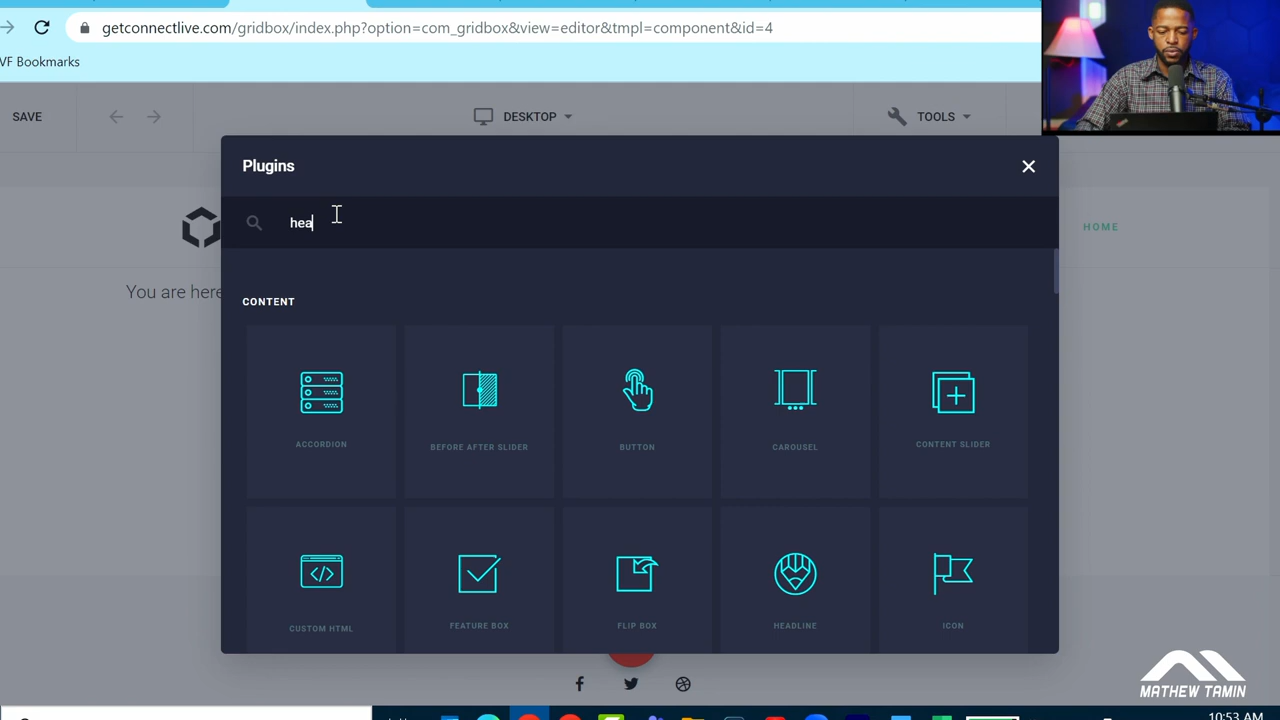 getconnectlive.com/gridbox/index.php?option=com_gridbox&view=editor&tmpl=component&id=4
VF Bookmarks
SAVE
DESKTOP
TOOLS
Plugins
hea
HOME
You are here
CONTENT
ACCORDION
BEFORE AFTER SLIDER
BUTTON
CAROUSEL
CONTENT SLIDER
CUSTOM HTML
FEATURE BOX
FLIP BOX
HEADLINE
ICON
MATHEW TAMIN
10:53 AM